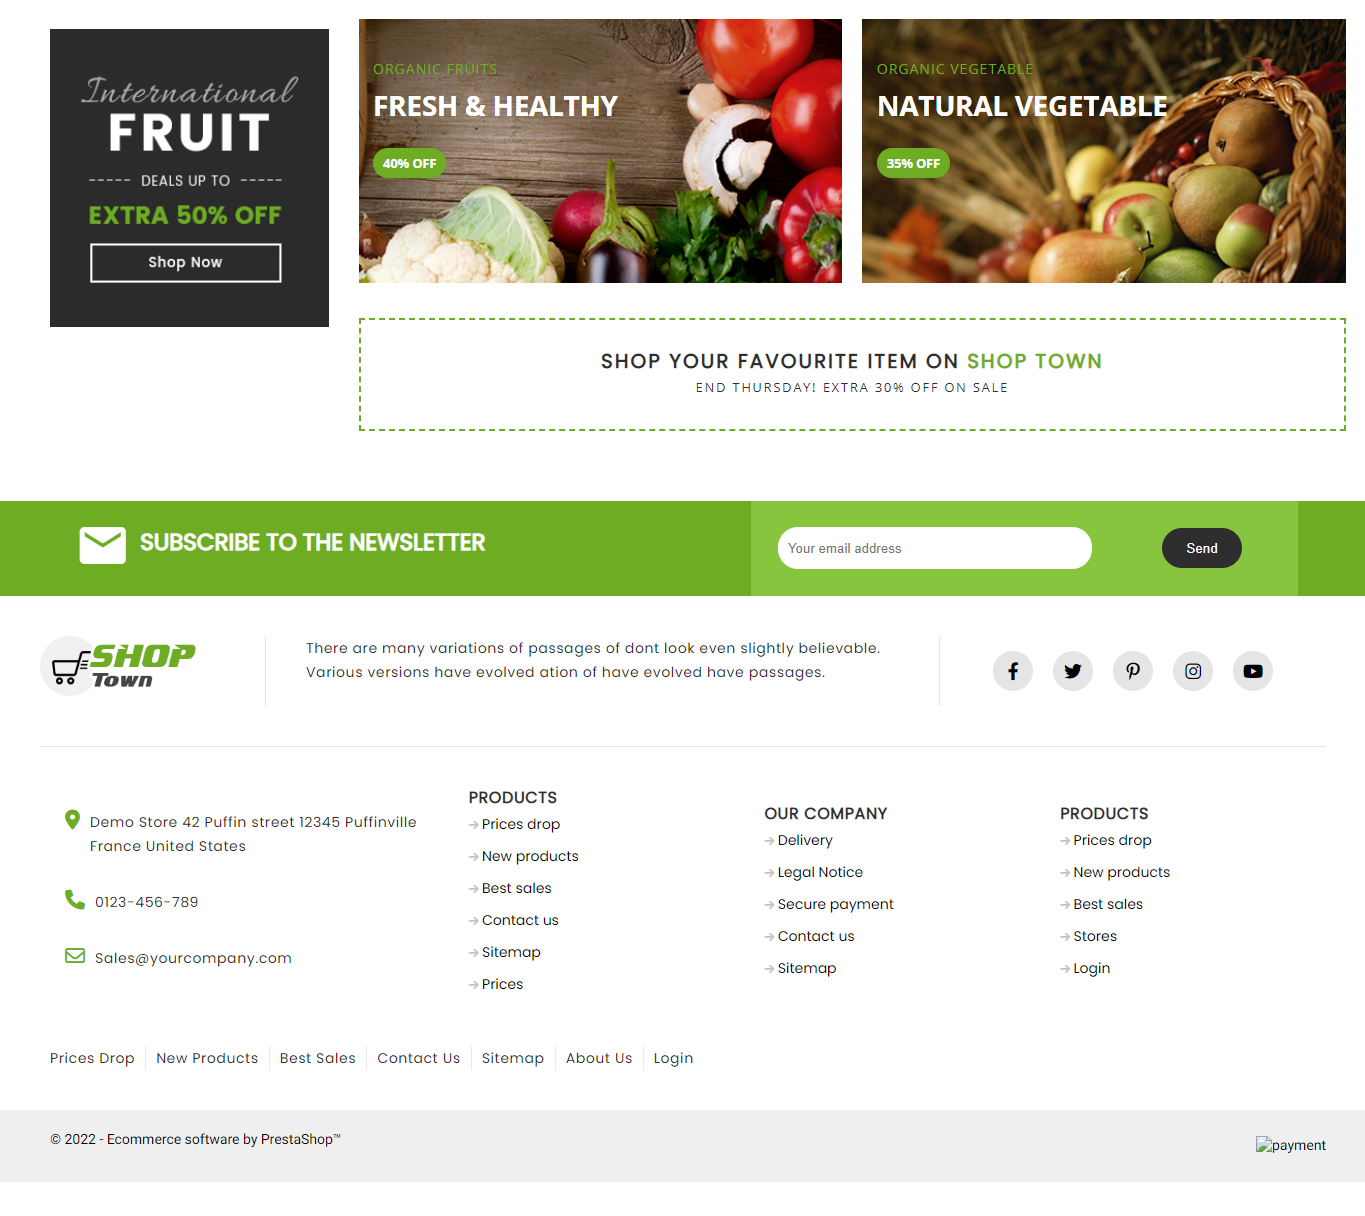 International
FRUIT
DEALS UP TO
EXTRA 50% OFF
Shop Now
ORGANIC FRUITS
FRESH & HEALTHY
40% OFF
ORGANIC VEGETABLE
NATURAL VEGETABLE
35% OFF
SHOP YOUR FAVOURITE ITEM ON SHOP TOWN
END THURSDAY! EXTRA 30% OFF ON SALE
SUBSCRIBE TO THE NEWSLETTER
Your email address
Send
SHOP
Town
There are many variations of passages of dont look even slightly believable.
Various versions have evolved ation of have evolved have passages.
Demo Store 42 Puffin street 12345 Puffinville
France United States
0123-456-789
Sales@yourcompany.com
PRODUCTS
Prices drop
New products
Best sales
Contact us
Sitemap
Prices
OUR COMPANY
Delivery
Legal Notice
Secure payment
Contact us
Sitemap
PRODUCTS
Prices drop
New products
Best sales
Stores
Login
Prices Drop New Products Best Sales Contact Us Sitemap About Us Login
© 2022 - Ecommerce software by PrestaShop™
payment